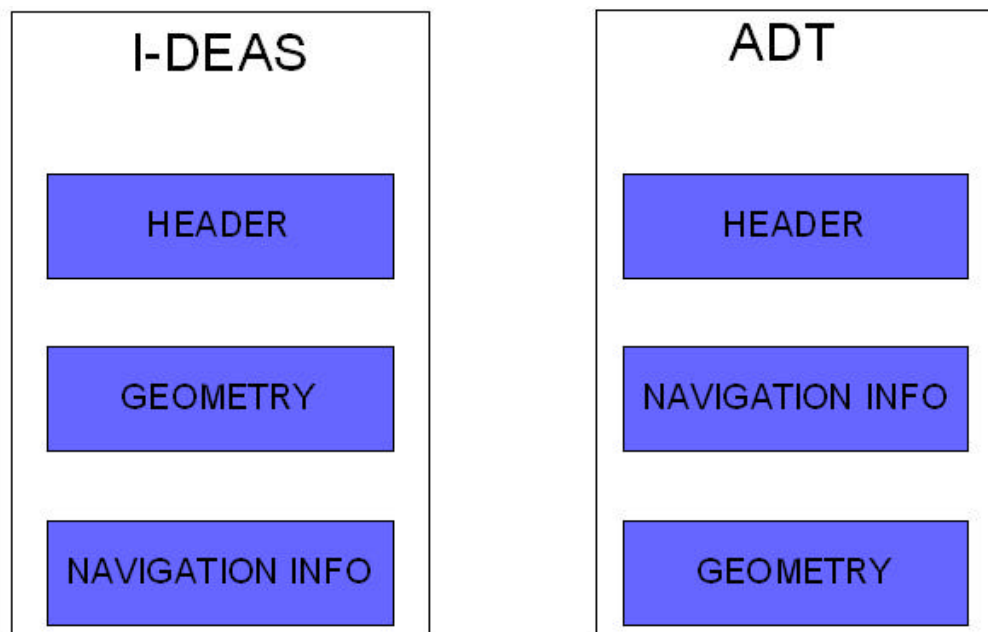 I-DEAS
HEADER
GEOMETRY
NAVIGATION INFO
ADT
HEADER
NAVIGATION INFO
GEOMETRY